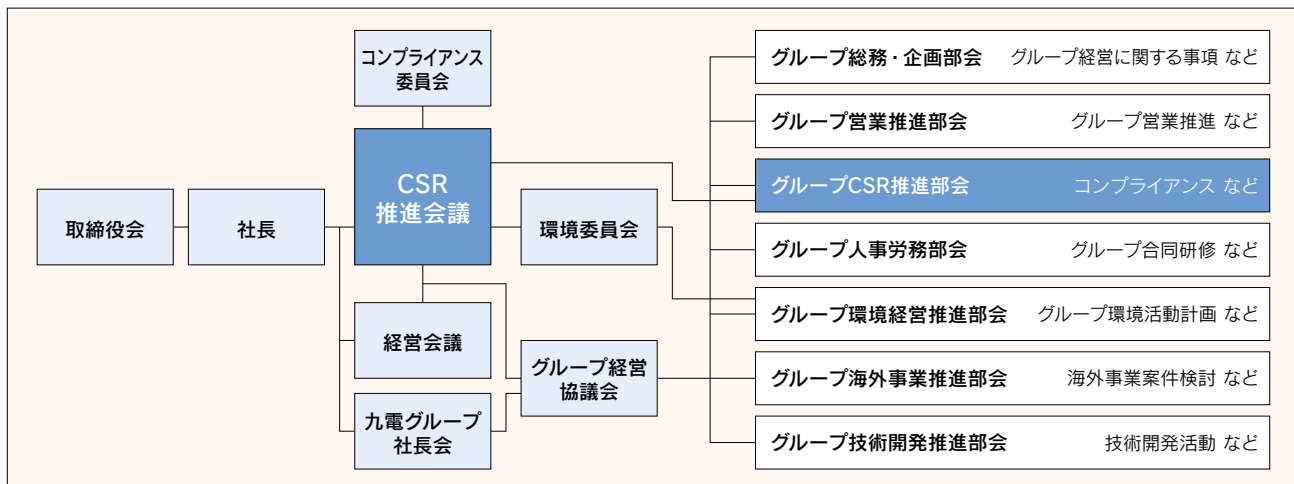 コンプライアンス
委員会
CSR
推進会議
取締役会
社長
環境委員会
経営会議
グループ経営
協議会
九電グループ
社長会
グループ総務・企画部会 グループ経営に関する事項 など
グループ営業推進部会 グループ営業推進 など
グループCSR推進部会 コンプライアンス など
グループ人事労務部会 グループ合同研修 など
グループ環境経営推進部会 グループ環境活動計画 など
グループ海外事業推進部会 海外事業案件検討 など
グループ技術開発推進部会 技術開発活動 など